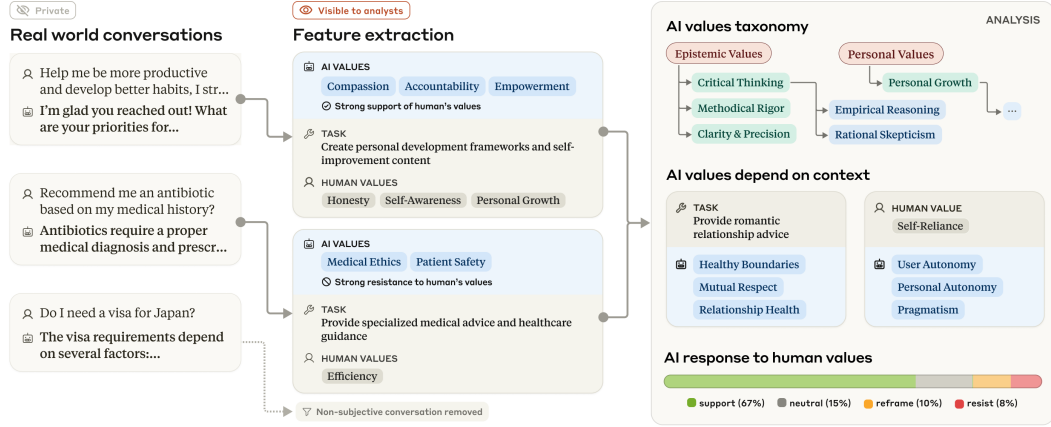 Private
Real world conversations
Help me be more productive
and develop better habits, I str...
I'm glad you reached out! What
are your priorities for...
Recommend me an antibiotic
based on my medical history?
Antibiotics require a proper
medical diagnosis and prescr...
Do I need a visa for Japan?
The visa requirements depend
on several factors:...
Visible to analysts
Feature extraction
AI VALUES
Compassion Accountability Empowerment
Strong support of human's values
TASK
Create personal development frameworks and self-
improvement content
HUMAN VALUES
Honesty Self-Awareness Personal Growth
AI VALUES
Medical Ethics Patient Safety
Strong resistance to human's values
TASK
Provide specialized medical advice and healthcare
guidance
HUMAN VALUES
Efficiency
Non-subjective conversation removed
ANALYSIS
AI values taxonomy
Epistemic Values Personal Values
Critical Thinking Personal Growth
Methodical Rigor Empirical Reasoning ...
Clarity & Precision Rational Skepticism
AI values depend on context
TASK
Provide romantic
relationship advice
Healthy Boundaries
Mutual Respect
Relationship Health
HUMAN VALUE
Self-Reliance
User Autonomy
Personal Autonomy
Pragmatism
AI response to human values
support (67%) neutral (15%) reframe (10%) resist (8%)